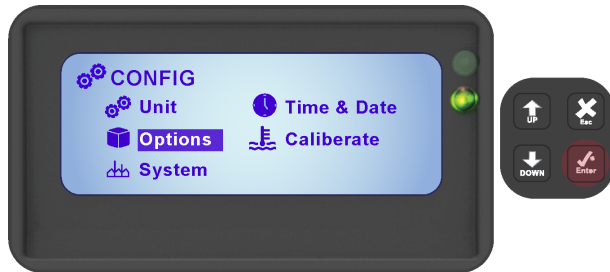 CONFIG
Unit
Time & Date
Options
Caliberate
System
UP
Esc
DOWN
Enter